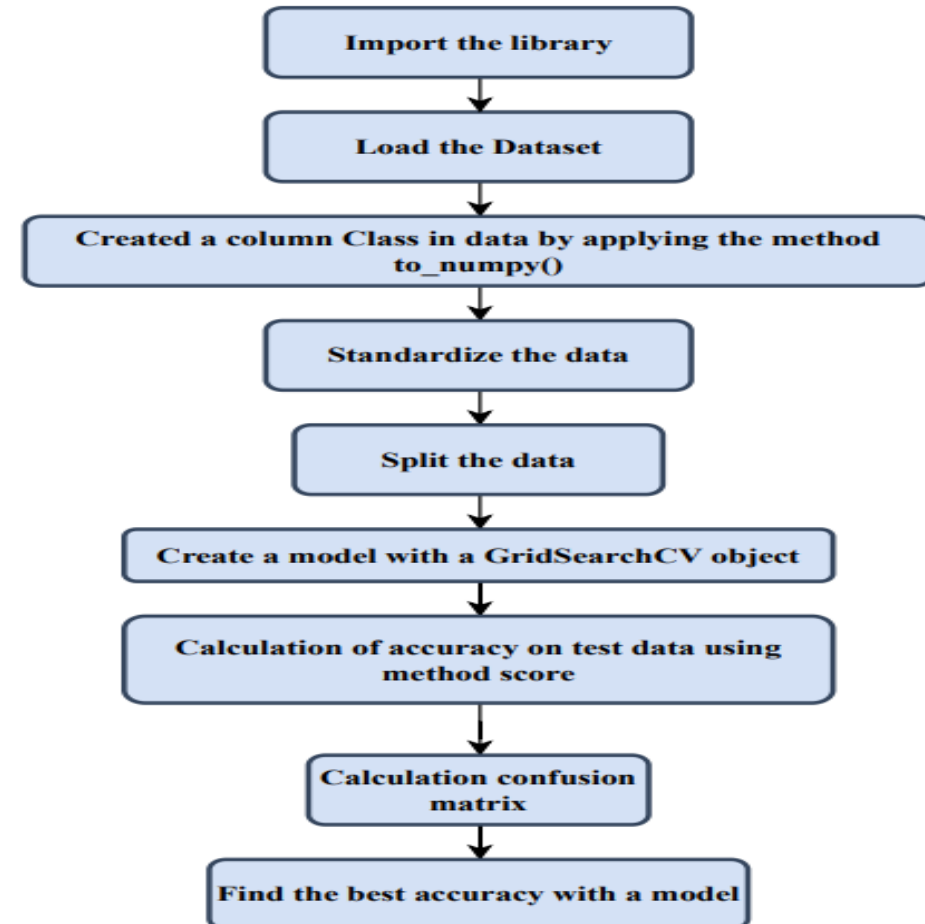 Import the library
Load the Dataset
Created a column Class in data by applying the method
to_numpy()
Standardize the data
Split the data
Create a model with a GridSearchCV object
Calculation of accuracy on test data using
method score
Calculation confusion
matrix
Find the best accuracy with a model